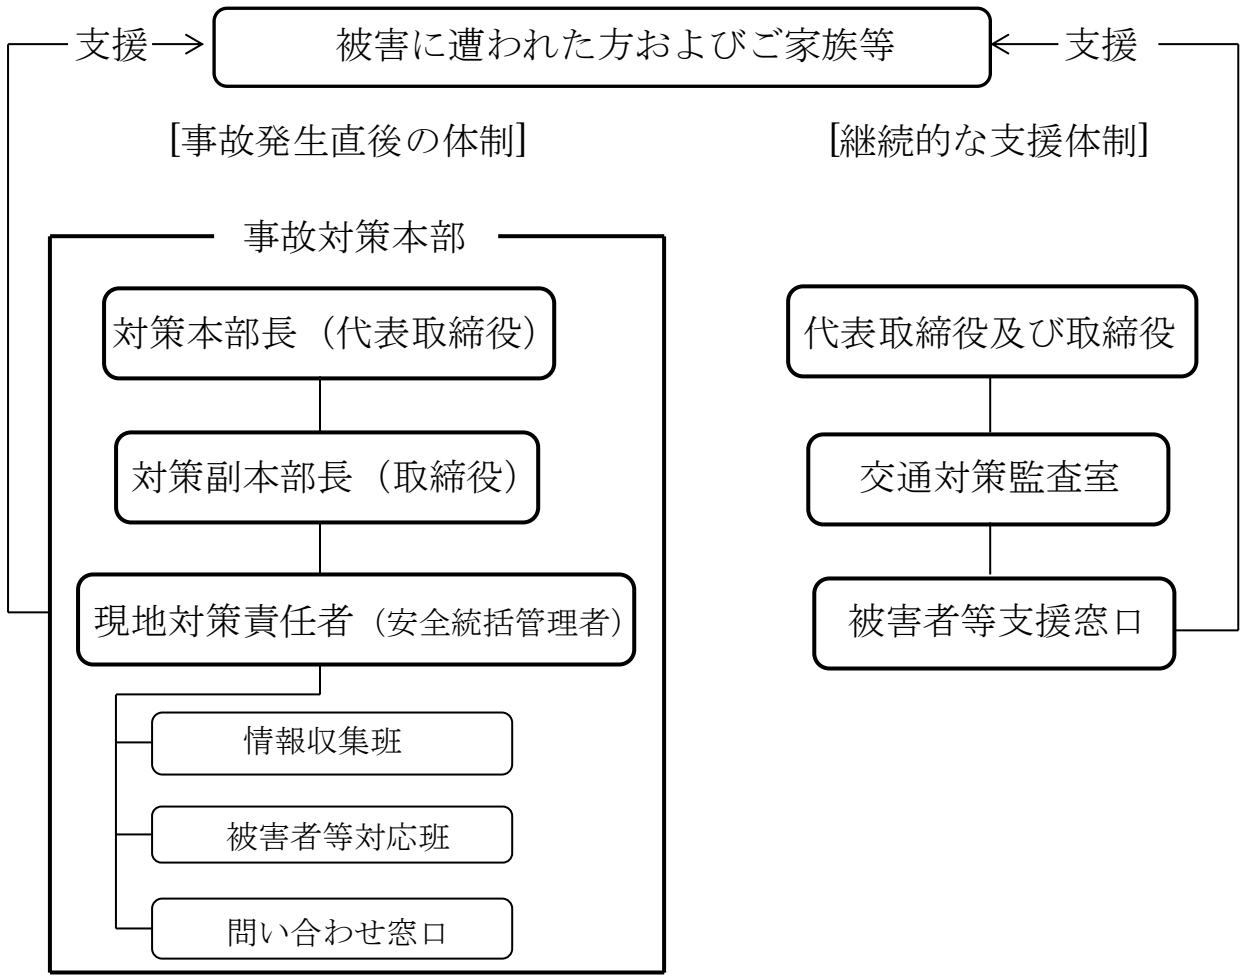 支援
被害に遭われた方およびご家族等
支援
[事故発生直後の体制]
[継続的な支援体制]
事故対策本部
対策本部長（代表取締役）
対策副本部長（取締役）
現地対策責任者（安全統括管理者）
情報収集班
被害者等対応班
問い合わせ窓口
代表取締役及び取締役
交通対策監査室
被害者等支援窓口